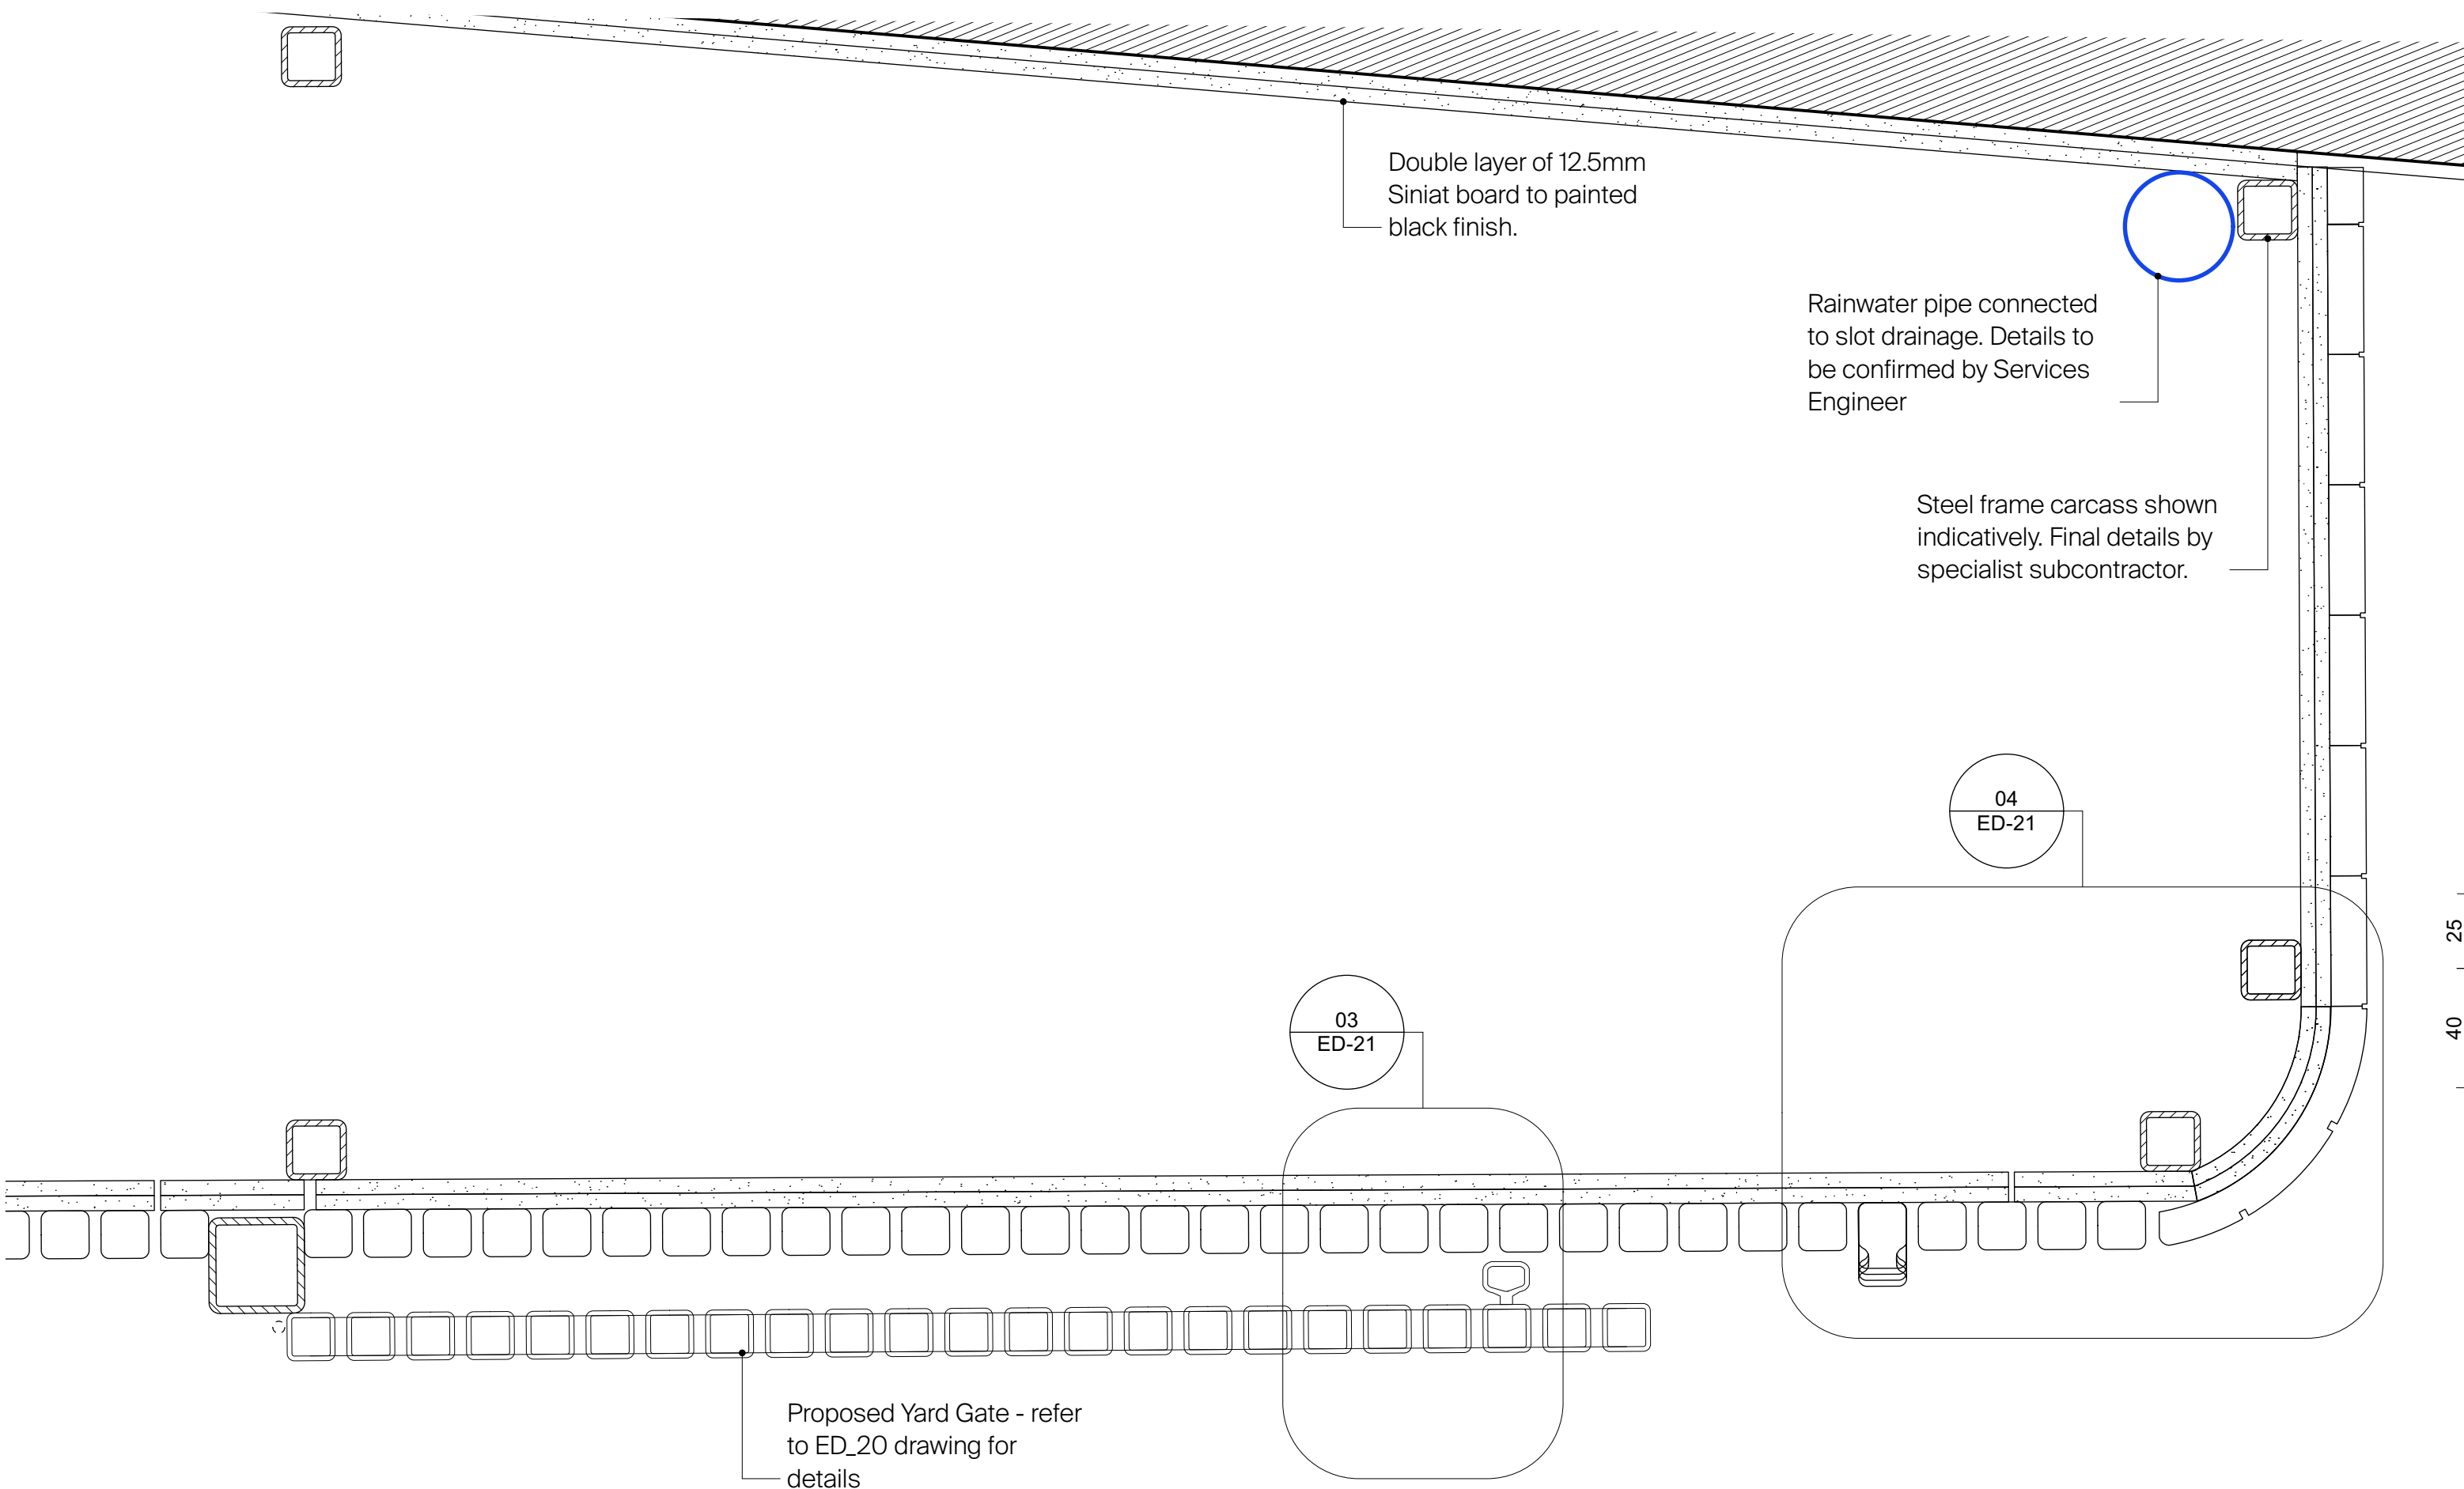 Double layer of 12.5mm
Siniat board to painted
black finish.
Rainwater pipe connected
to slot drainage. Details to
be confirmed by Services
Engineer
Steel frame carcass shown
indicatively. Final details by
specialist subcontractor.
04
ED-21
25
03
ED-21
40
Proposed Yard Gate - refer
to ED_20 drawing for
details